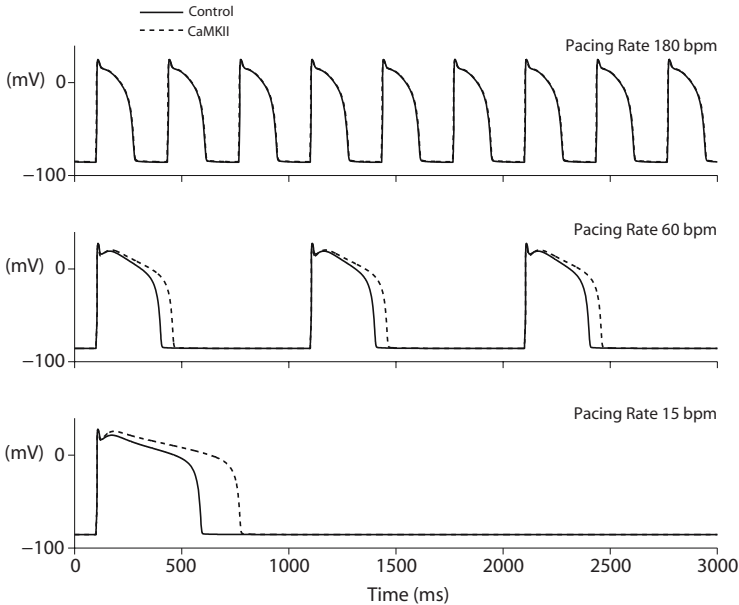 Control
CaMKII
Pacing Rate 180 bpm
(mV) 0
−100
Pacing Rate 60 bpm
(mV) 0
−100
Pacing Rate 15 bpm
(mV) 0
−100
0 500 1000 1500 2000 2500 3000
Time (ms)